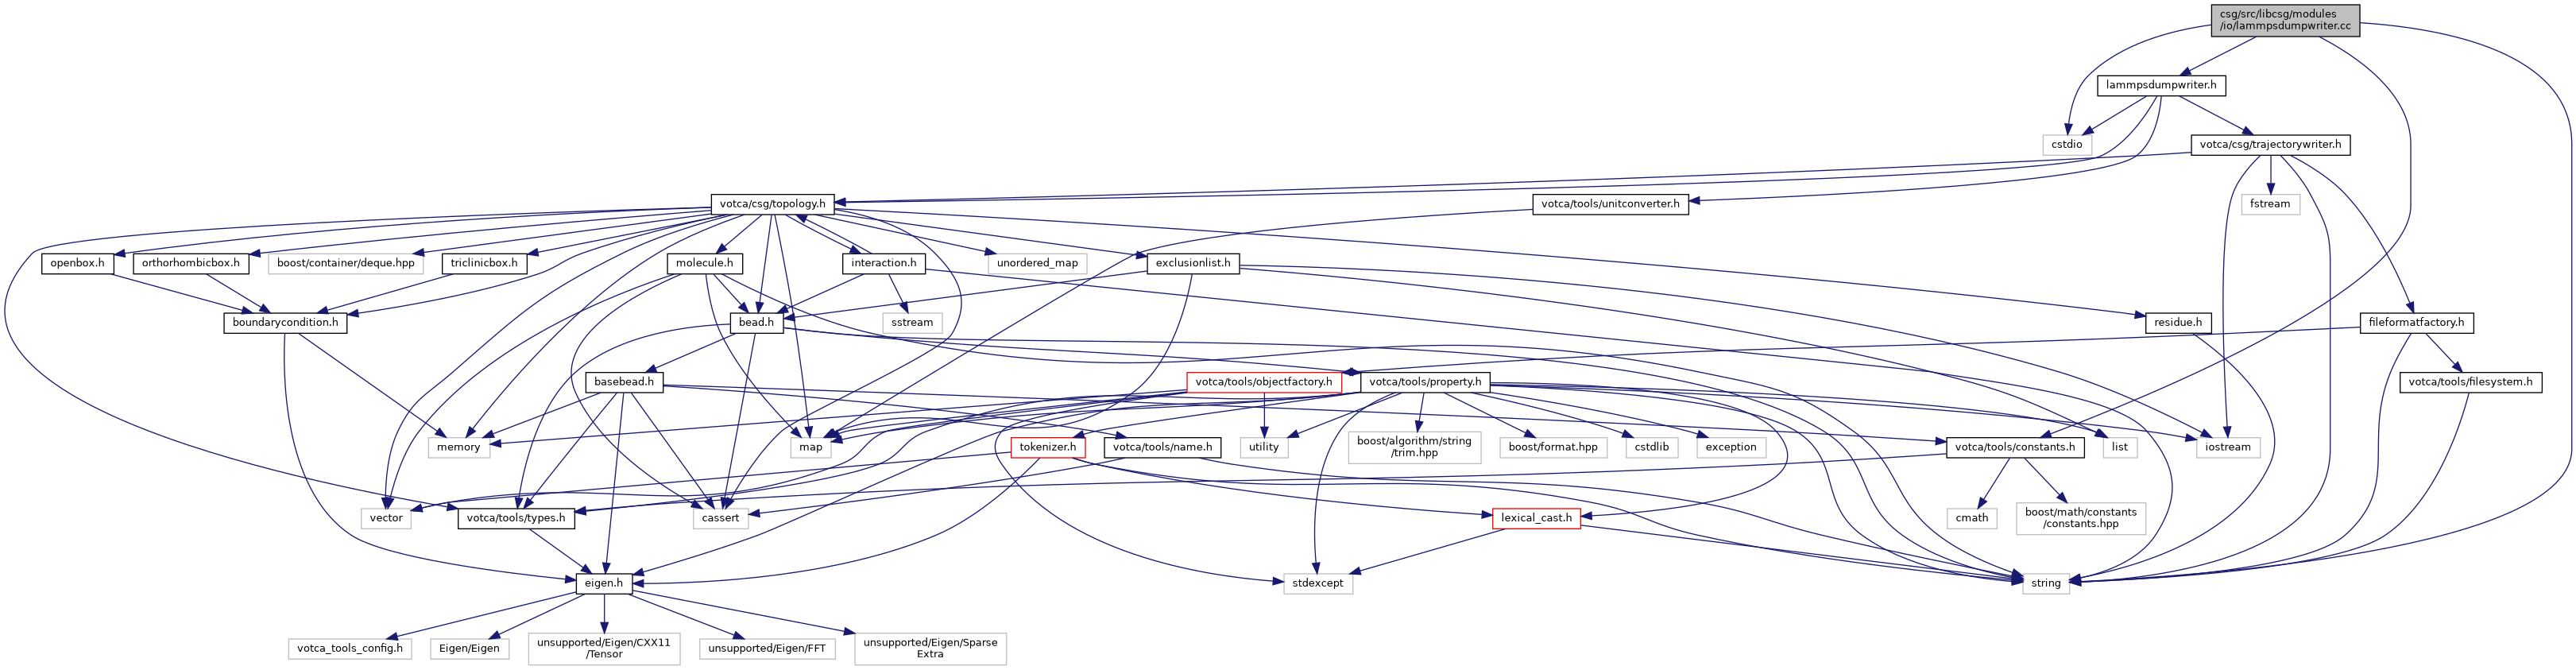 csg/src/libcsg/modules
/io/lammpsdumpwriter.cc
lammpsdumpwriter.h
cstdio
votca/csg/trajectorywriter.h
votca/csg/topology.h
votca/tools/unitconverter.h
fstream
openbox.h
orthorhombicbox.h
boost/container/deque.hpp
triclinicbox.h
molecule.h
interaction.h
unordered_map
exclusionlist.h
boundarycondition.h
bead.h
sstream
residue.h
fileformatfactory.h
basebead.h
votca/tools/objectfactory.h
votca/tools/property.h
votca/tools/filesystem.h
memory
map
tokenizer.h
votca/tools/name.h
utility
boost/algorithm/string
/trim.hpp
boost/format.hpp
cstdlib
exception
votca/tools/constants.h
list
iostream
vector
votca/tools/types.h
cassert
lexical_cast.h
cmath
boost/math/constants
/constants.hpp
eigen.h
stdexcept
string
votca_tools_config.h
Eigen/Eigen
unsupported/Eigen/CXX11
/Tensor
unsupported/Eigen/FFT
unsupported/Eigen/Sparse
Extra